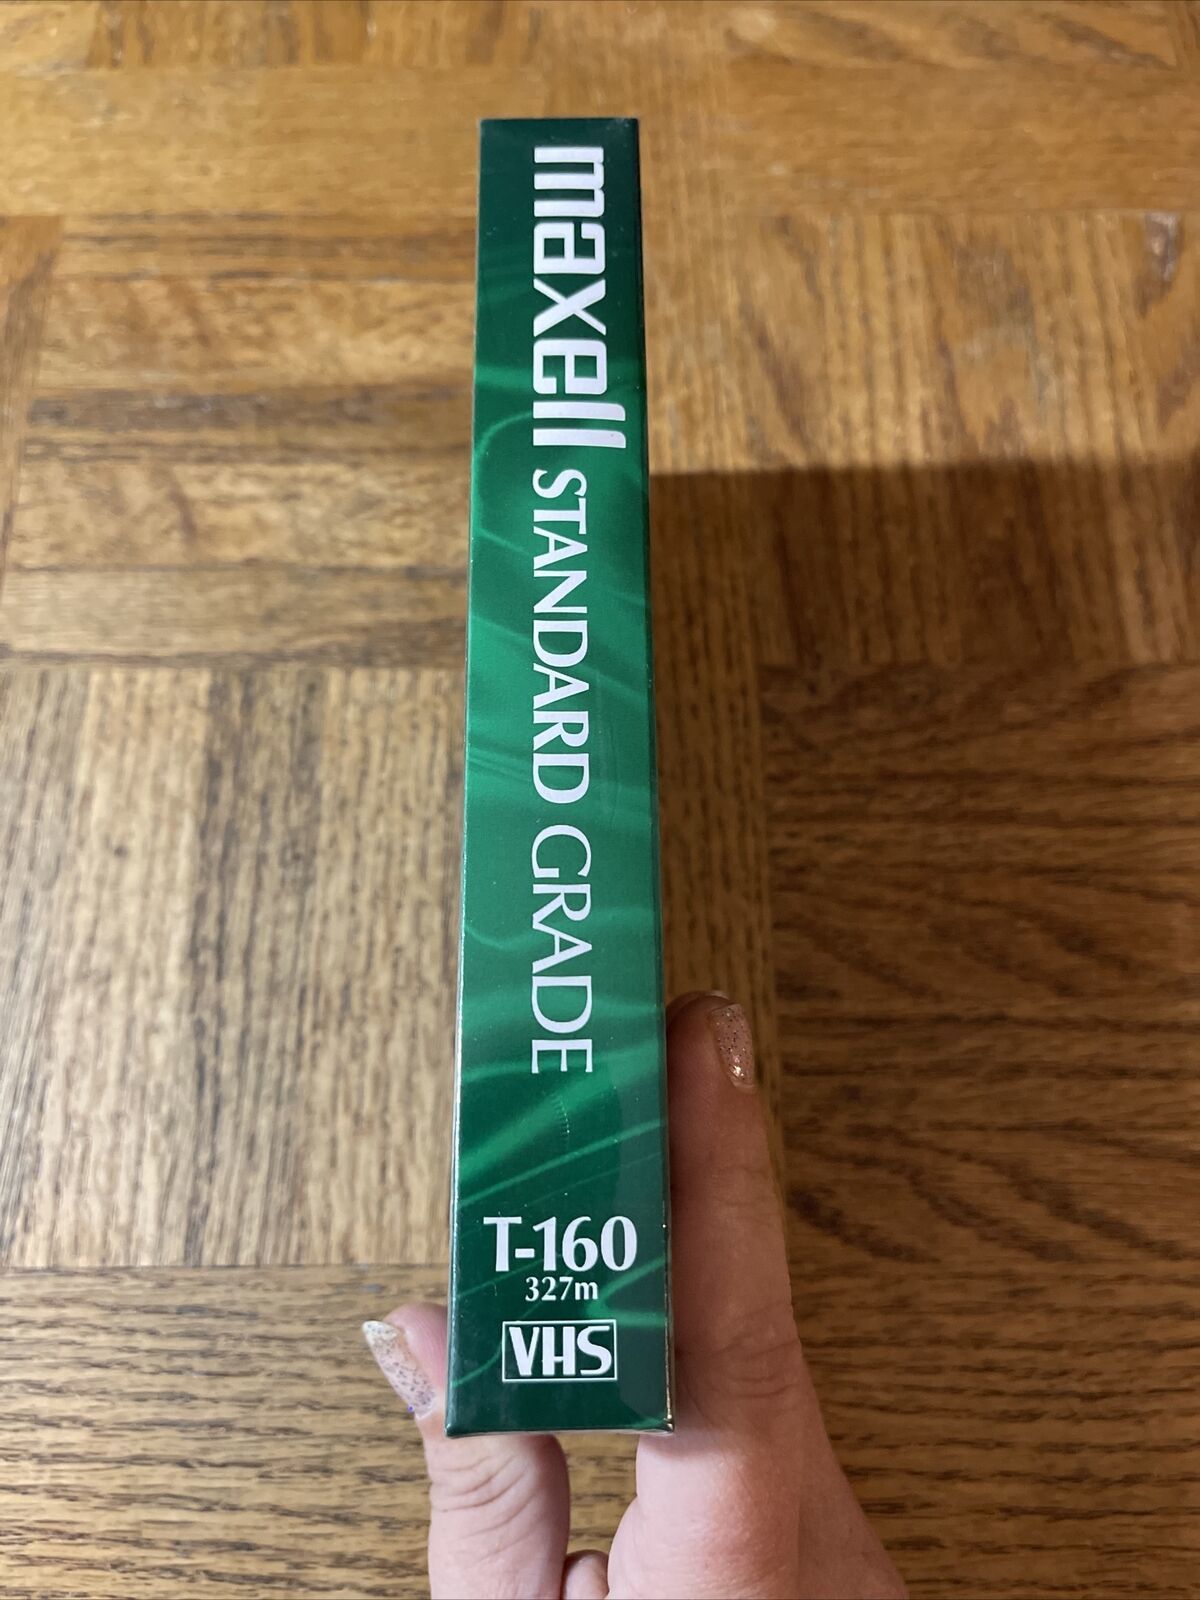 maxell STANDARD GRADE
T-160
327m
VHS